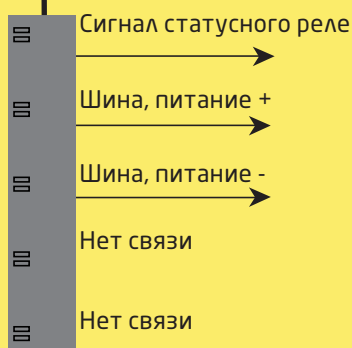 Сигнал статусного реле
Шина, питание +
Шина, питание -
Нет связи
Нет связи